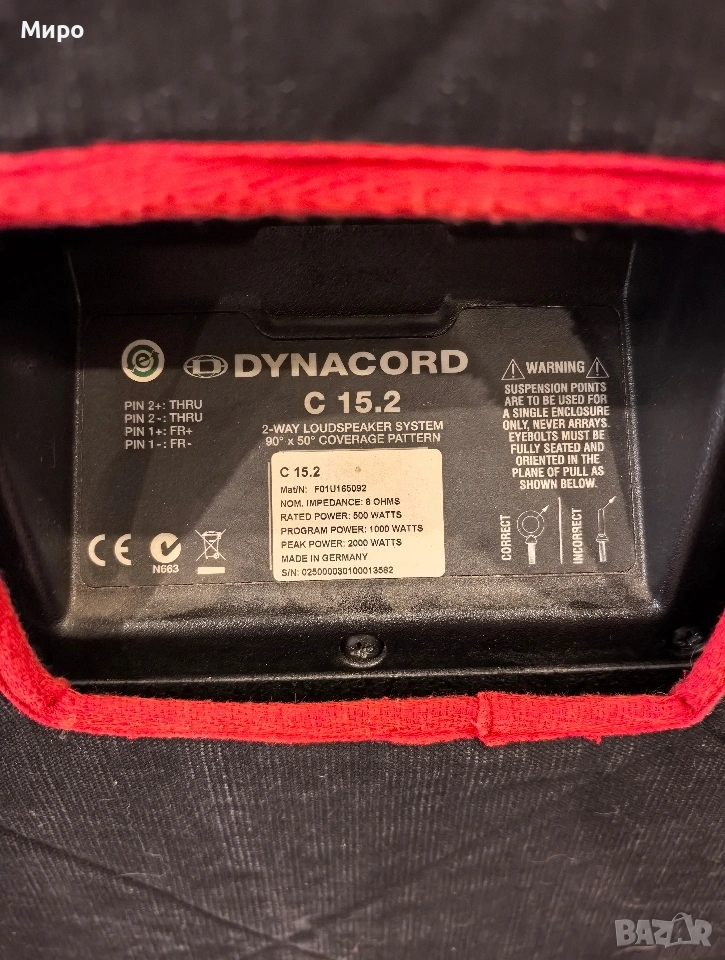 Миро
DYNACORD
C 15.2
2-WAY LOUDSPEAKER SYSTEM
90° x 50° COVERAGE PATTERN
PIN 2+: THRU
PIN 2-: THRU
PIN 1+: FR+
PIN 1-: FR-
C 15.2
Mat/N: F01U165092
NOM. IMPEDANCE: 8 OHMS
RATED POWER: 500 WATTS
PROGRAM POWER: 1000 WATTS
PEAK POWER: 2000 WATTS
MADE IN GERMANY
S/N: 025000030100013582
CE
N663
WARNING
SUSPENSION POINTS
ARE TO BE USED FOR
A SINGLE ENCLOSURE
ONLY, NEVER ARRAYS.
EYEBOLTS MUST BE
FULLY SEATED AND
ORIENTED IN THE
PLANE OF PULL AS
SHOWN BELOW.
CORRECT
INCORRECT
BAZAR